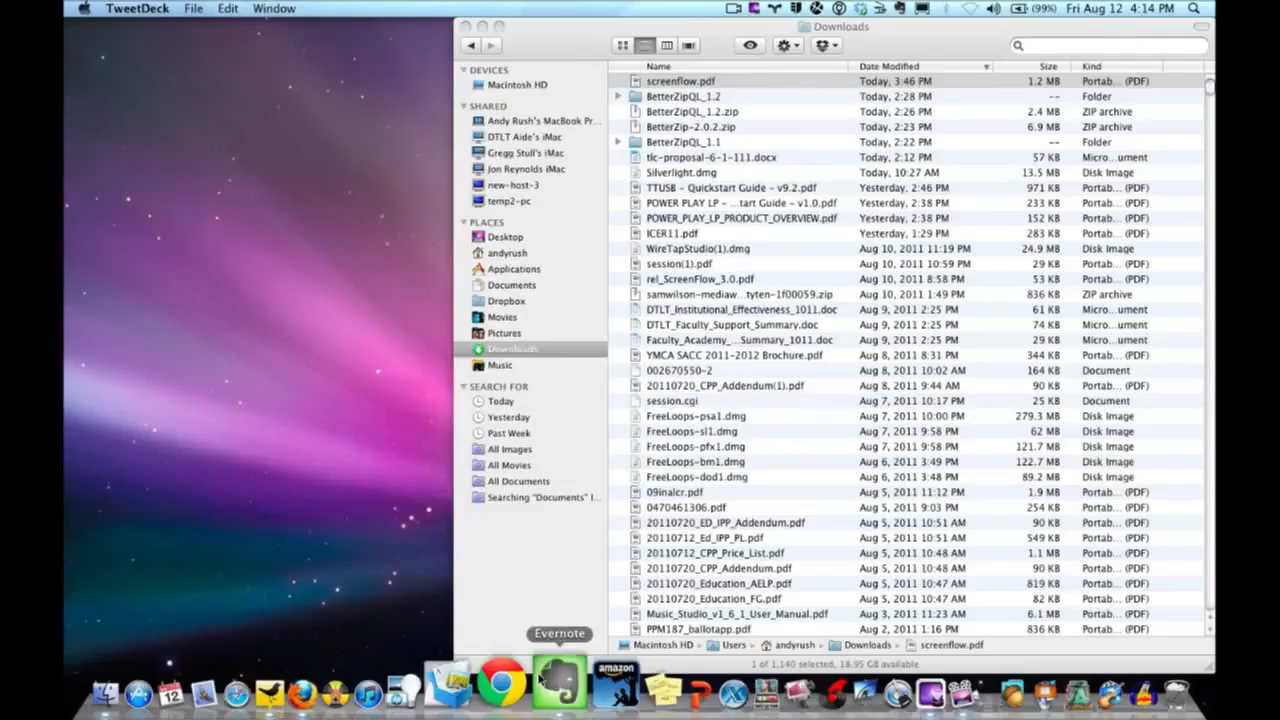 TweetDeck File Edit Window (99%) Fri Aug 12 4:14 PM
Downloads
Name Date Modified Size Kind
DEVICES
Macintosh HD
SHARED
Andy Rush's MacBook Pr...
DTLT Aide's iMac
Gregg Stull's iMac
Jon Reynolds iMac
new-host-3
temp2-pc
PLACES
Desktop
andyrush
Applications
Documents
Dropbox
Movies
Pictures
Downloads
Music
SEARCH FOR
Today
Yesterday
Past Week
All Images
All Movies
All Documents
Searching "Documents" I...
screenflow.pdf Today, 3:46 PM 1.2 MB Portab... (PDF)
BetterZipQL_1.2 Today, 2:28 PM -- Folder
BetterZipQL_1.2.zip Today, 2:26 PM 2.4 MB ZIP archive
BetterZip-2.0.2.zip Today, 2:23 PM 6.9 MB ZIP archive
BetterZipQL_1.1 Today, 2:22 PM -- Folder
tlc-proposal-6-1-111.docx Today, 2:12 PM 57 KB Micro...ument
Silverlight.dmg Today, 10:27 AM 13.5 MB Disk Image
TTUSB - Quickstart Guide - v9.2.pdf Yesterday, 2:46 PM 971 KB Portab... (PDF)
POWER PLAY LP - ...tart Guide - v1.0.pdf Yesterday, 2:38 PM 233 KB Portab... (PDF)
POWER_PLAY_LP_PRODUCT_OVERVIEW.pdf Yesterday, 2:38 PM 152 KB Portab... (PDF)
ICER11.pdf Yesterday, 1:29 PM 283 KB Portab... (PDF)
WireTapStudio(1).dmg Aug 10, 2011 11:19 PM 24.9 MB Disk Image
session(1).pdf Aug 10, 2011 10:59 PM 29 KB Portab... (PDF)
rel_ScreenFlow_3.0.pdf Aug 10, 2011 8:58 PM 53 KB Portab... (PDF)
samwilson-mediaw...tyten-1f00059.zip Aug 10, 2011 1:49 PM 836 KB ZIP archive
DTLT_Institutional_Effectiveness_1011.doc Aug 9, 2011 2:25 PM 61 KB Micro...ument
DTLT_Faculty_Support_Summary.doc Aug 9, 2011 2:25 PM 74 KB Micro...ument
Faculty_Academy_...Summary_1011.doc Aug 9, 2011 2:25 PM 29 KB Micro...ument
YMCA SACC 2011-2012 Brochure.pdf Aug 8, 2011 8:31 PM 344 KB Portab... (PDF)
002670550-2 Aug 8, 2011 10:02 AM 164 KB Document
20110720_CPP_Addendum(1).pdf Aug 8, 2011 9:44 AM 90 KB Portab... (PDF)
session.cgi Aug 7, 2011 10:17 PM 25 KB Document
FreeLoops-psa1.dmg Aug 7, 2011 10:00 PM 279.3 MB Disk Image
FreeLoops-sl1.dmg Aug 7, 2011 9:58 PM 62 MB Disk Image
FreeLoops-pfx1.dmg Aug 7, 2011 9:58 PM 121.7 MB Disk Image
FreeLoops-bm1.dmg Aug 6, 2011 3:49 PM 122.7 MB Disk Image
FreeLoops-dod1.dmg Aug 6, 2011 3:48 PM 89.2 MB Disk Image
09inalcr.pdf Aug 5, 2011 11:12 PM 1.9 MB Portab... (PDF)
0470461306.pdf Aug 5, 2011 9:03 PM 254 KB Portab... (PDF)
20110720_ED_IPP_Addendum.pdf Aug 5, 2011 10:51 AM 90 KB Portab... (PDF)
20110712_Ed_IPP_PL.pdf Aug 5, 2011 10:51 AM 549 KB Portab... (PDF)
20110712_CPP_Price_List.pdf Aug 5, 2011 10:48 AM 1.1 MB Portab... (PDF)
20110720_CPP_Addendum.pdf Aug 5, 2011 10:48 AM 90 KB Portab... (PDF)
20110720_Education_AELP.pdf Aug 5, 2011 10:47 AM 819 KB Portab... (PDF)
20110720_Education_FG.pdf Aug 5, 2011 10:47 AM 82 KB Portab... (PDF)
Music_Studio_v1_6_1_User_Manual.pdf Aug 3, 2011 11:23 AM 6.1 MB Portab... (PDF)
PPM187_ballotapp.pdf Aug 2, 2011 1:16 PM 836 KB Portab... (PDF)
Macintosh HD Users andyrush Downloads screenflow.pdf
1 of 1,140 selected, 18.95 GB available
Evernote
amazon
12